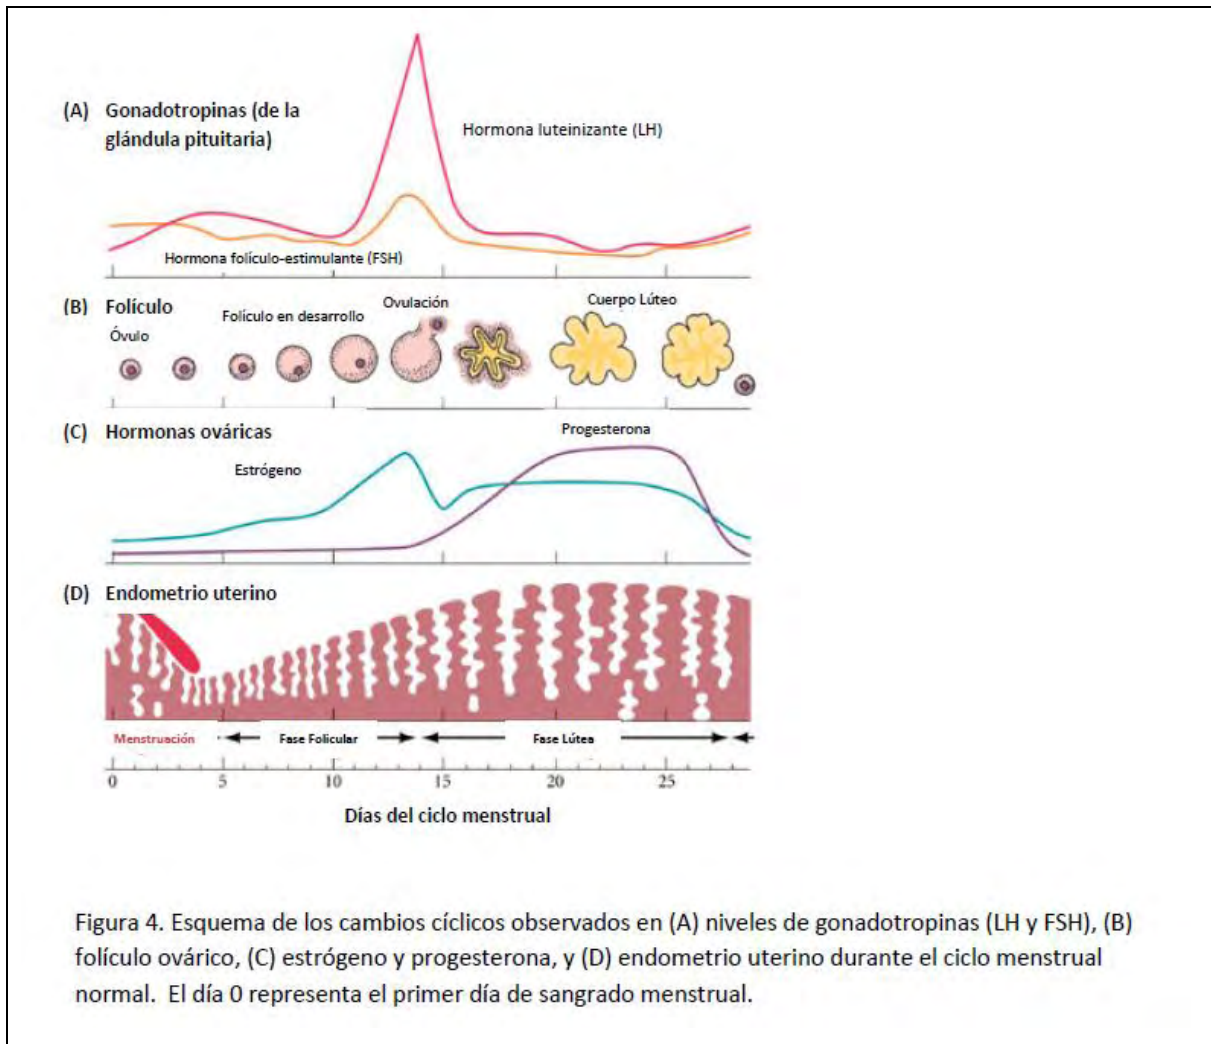 (A) Gonadotropinas (de la
glándula pituitaria)
Hormona luteinizante (LH)
Hormona folículo-estimulante (FSH)
(B) Folículo
Óvulo
Folículo en desarrollo
Ovulación
Cuerpo Lúteo
(C) Hormonas ováricas
Estrógeno
Progesterona
(D) Endometrio uterino
Menstruación
Fase Folicular
Fase Lútea
0 5 10 15 20 25
Días del ciclo menstrual
Figura 4. Esquema de los cambios cíclicos observados en (A) niveles de gonadotropinas (LH y FSH), (B)
folículo ovárico, (C) estrógeno y progesterona, y (D) endometrio uterino durante el ciclo menstrual
normal. El día 0 representa el primer día de sangrado menstrual.